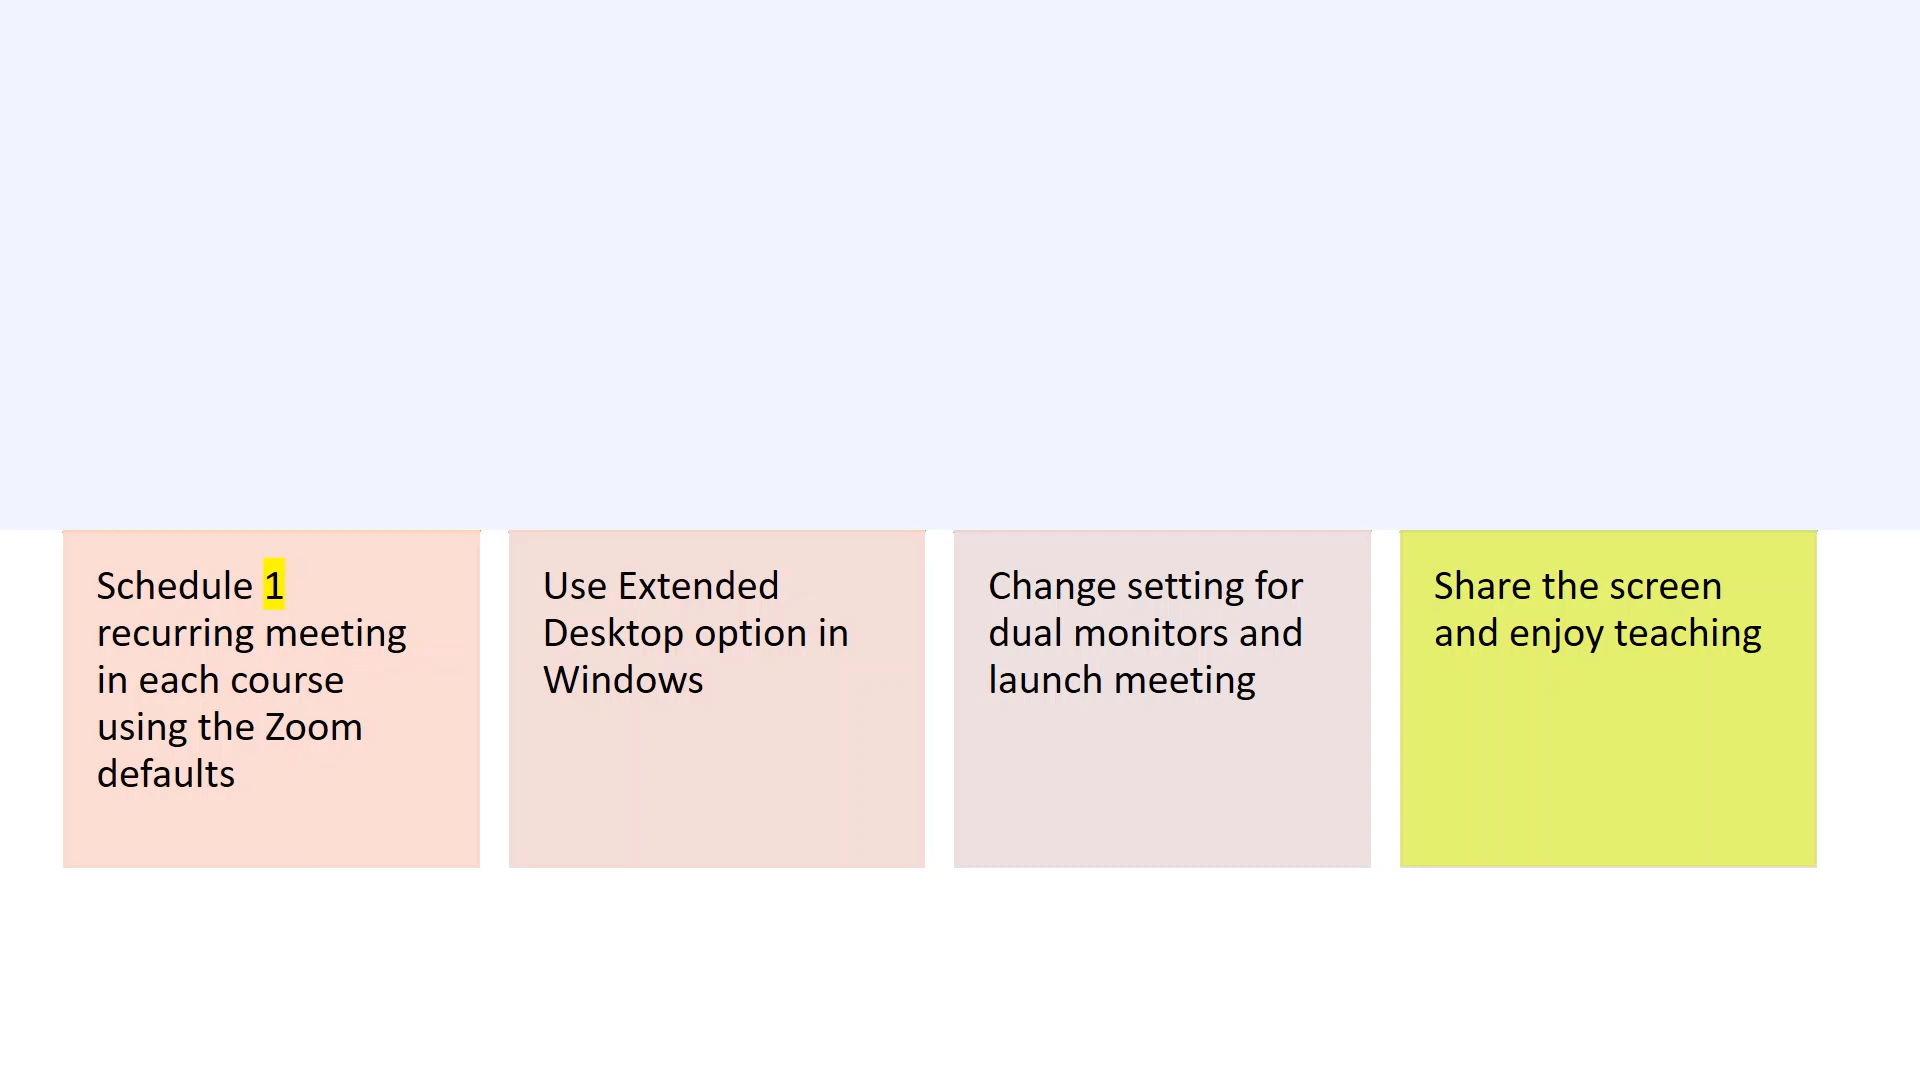 Schedule 1
recurring meeting
in each course
using the Zoom
defaults
Use Extended
Desktop option in
Windows
Change setting for
dual monitors and
launch meeting
Share the screen
and enjoy teaching